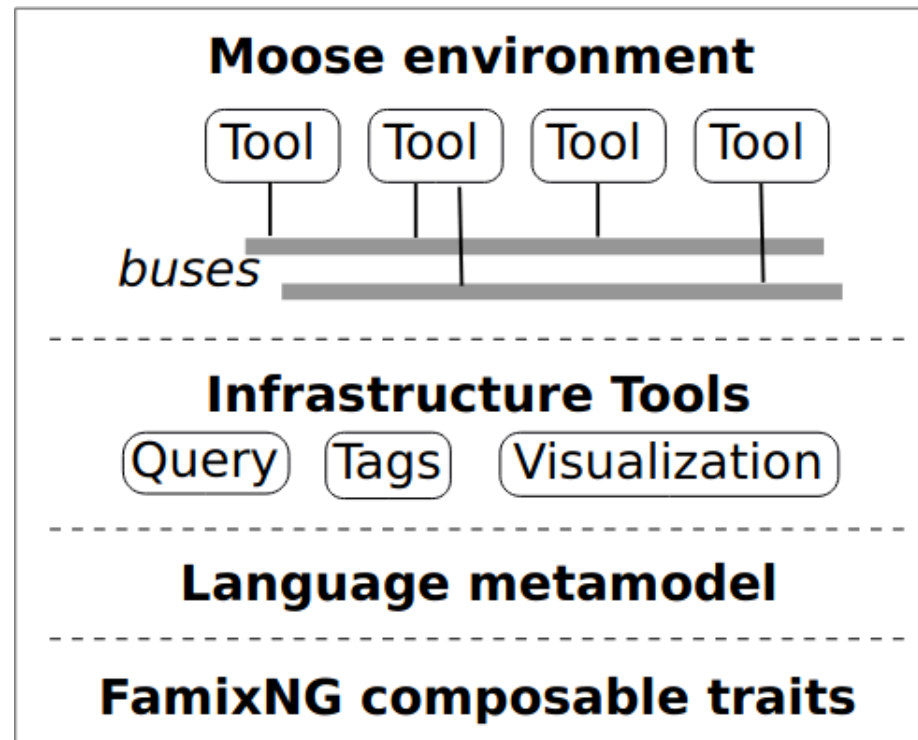 Moose environment
Tool Tool Tool Tool
buses
Infrastructure Tools
Query Tags Visualization
Language metamodel
FamixNG composable traits